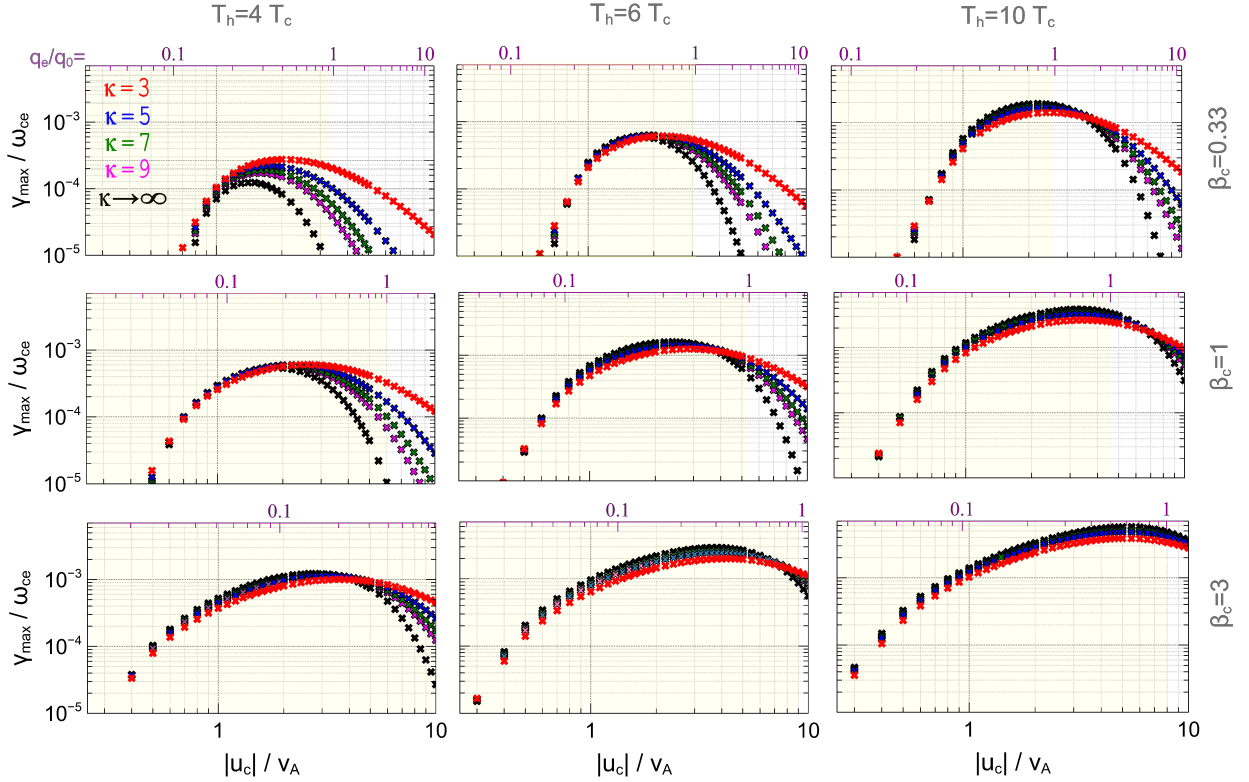 T_h=4 T_c T_h=6 T_c T_h=10 T_c
q_e/q_0= 0.1 1 10 0.1 1 10 0.1 1 10
κ = 3
κ = 5
κ = 7
κ = 9
κ → ∞
10⁻³
10⁻⁴
10⁻⁵
γ_max / ω_ce
β_c=0.33
0.1 1 0.1 1 0.1 1
10⁻³
10⁻⁴
10⁻⁵
γ_max / ω_ce
β_c=1
0.1 0.1 1 0.1 1
10⁻³
10⁻⁴
10⁻⁵
γ_max / ω_ce
β_c=3
1 10 1 10 1 10
|u_c| / v_A |u_c| / v_A |u_c| / v_A